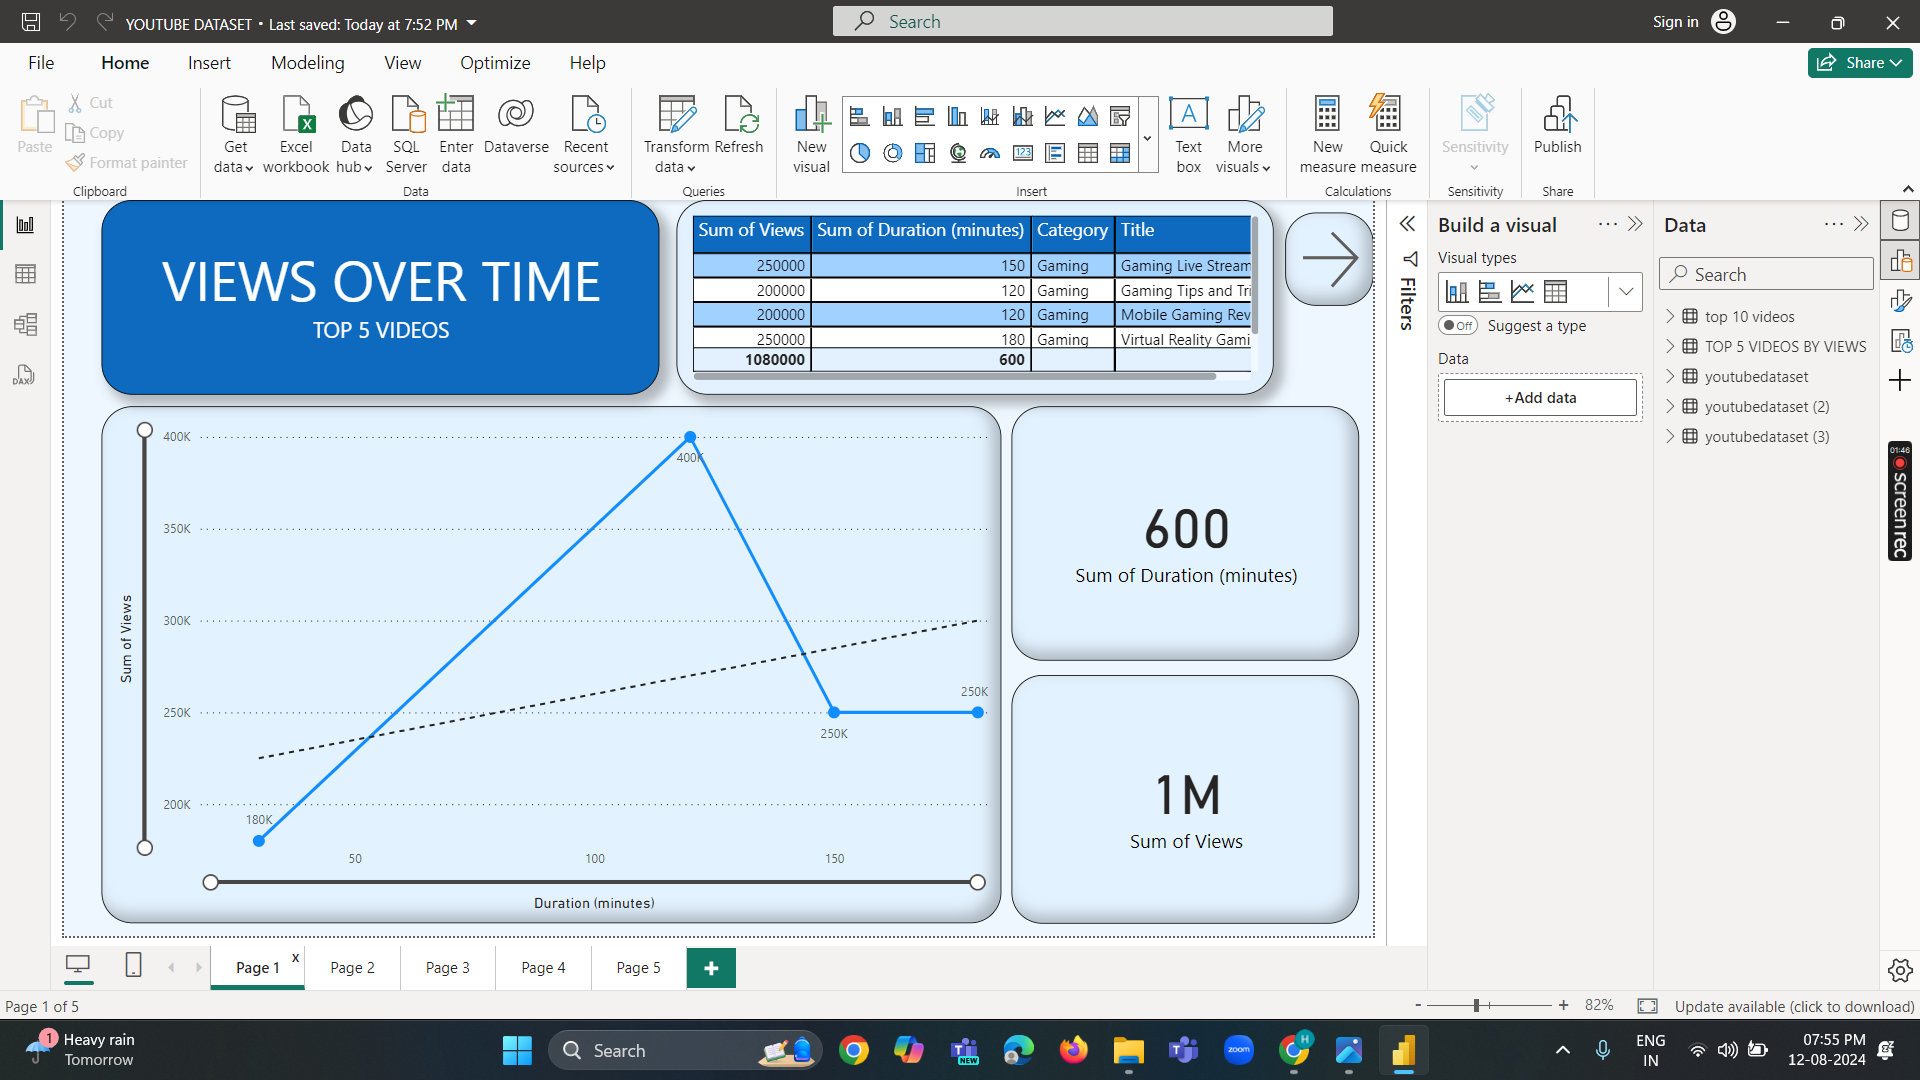 YOUTUBE DATASET • Last saved: Today at 7:52 PM
Search
Sign in
File Home Insert Modeling View Optimize Help
Share
Paste
Cut
Copy
Format painter
Clipboard
Get data
Excel workbook
Data hub
SQL Server
Enter data
Dataverse
Recent sources
Data
Transform data
Refresh
Queries
New visual
123
Text box
More visuals
Insert
New measure
Quick measure
Calculations
Sensitivity
Sensitivity
Publish
Share
DAX
VIEWS OVER TIME
TOP 5 VIDEOS
Sum of Views Sum of Duration (minutes) Category Title
250000 150 Gaming Gaming Live Stream
200000 120 Gaming Gaming Tips and Tri
200000 120 Gaming Mobile Gaming Rev
250000 180 Gaming Virtual Reality Gami
1080000 600
Sum of Views
400K
350K
300K
250K
200K
400K
250K
250K
180K
50 100 150
Duration (minutes)
600
Sum of Duration (minutes)
1M
Sum of Views
Filters
Build a visual
Visual types
Off Suggest a type
Data
+Add data
Data
Search
top 10 videos
TOP 5 VIDEOS BY VIEWS
youtubedataset
youtubedataset (2)
youtubedataset (3)
01:46
screenrec
Page 1 x
Page 2
Page 3
Page 4
Page 5
+
Page 1 of 5
- + 82%
Update available (click to download)
1
Heavy rain
Tomorrow
Search
NEW
zoom
H
ENG
IN
07:55 PM
12-08-2024